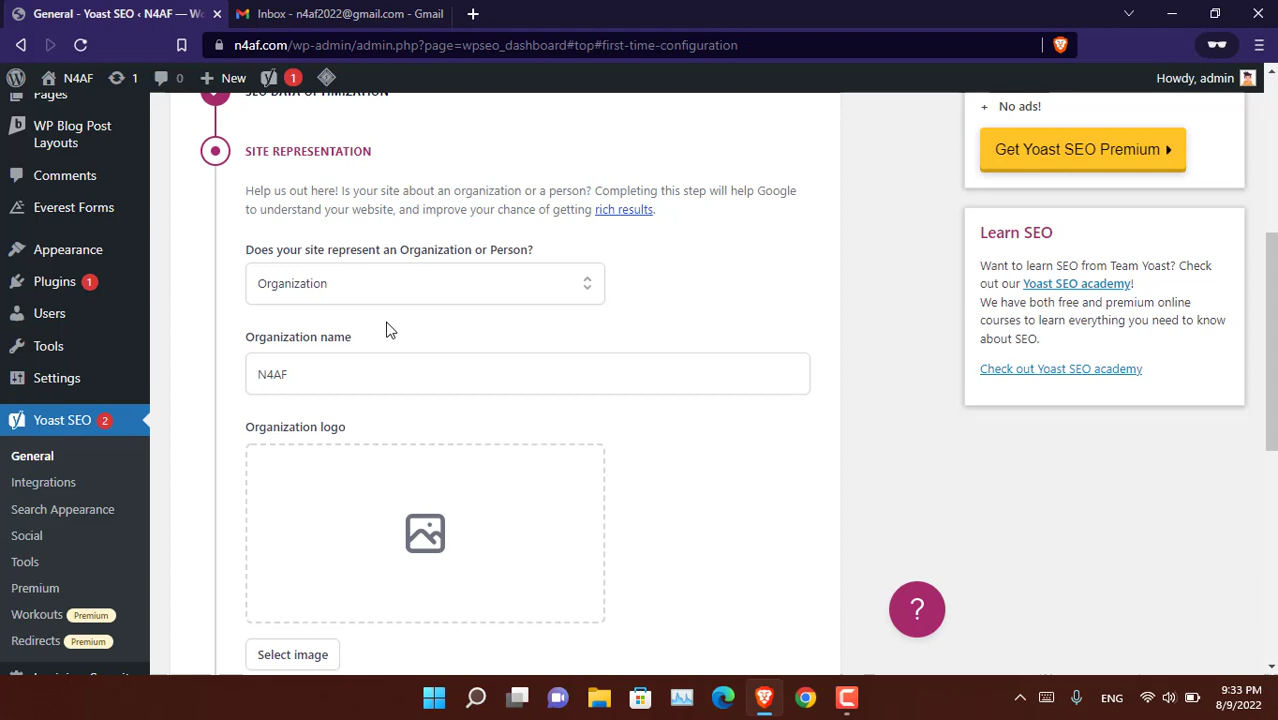 General - Yoast SEO ‹ N4AF — Wo
Inbox - n4af2022@gmail.com - Gmail
n4af.com/wp-admin/admin.php?page=wpseo_dashboard#top#first-time-configuration
N4AF
1
0
New
1
Howdy, admin
Pages
WP Blog Post
Layouts
Comments
Everest Forms
Appearance
Plugins 1
Users
Tools
Settings
Yoast SEO 2
General
Integrations
Search Appearance
Social
Tools
Premium
Workouts Premium
Redirects Premium
SEO DATA OPTIMIZATION
SITE REPRESENTATION
Help us out here! Is your site about an organization or a person? Completing this step will help Google
to understand your website, and improve your chance of getting rich results.
Does your site represent an Organization or Person?
Organization
Organization name
N4AF
Organization logo
Select image
+ No ads!
Get Yoast SEO Premium
Learn SEO
Want to learn SEO from Team Yoast? Check
out our Yoast SEO academy!
We have both free and premium online
courses to learn everything you need to know
about SEO.
Check out Yoast SEO academy
?
ENG
9:33 PM
8/9/2022